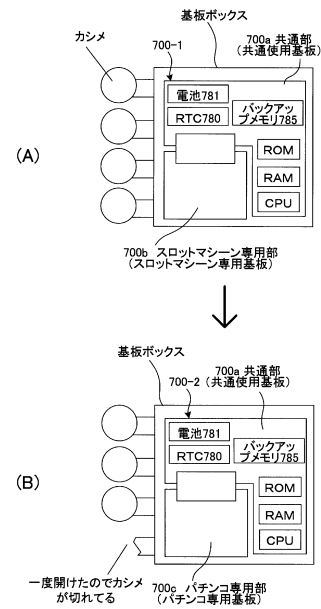 基板ボックス
カシメ
700-1
700a 共通部
(共通使用基板)
(A)
電池781
RTC780
バックアッ
プメモリ785
ROM
RAM
CPU
700b スロットマシーン専用部
(スロットマシーン専用基板)
基板ボックス
700a 共通部
700-2 (共通使用基板)
(B)
電池781
RTC780
バックアッ
プメモリ785
ROM
RAM
CPU
一度開けたのでカシメ
が切れてる
700c パチンコ専用部
(パチンコ専用基板)